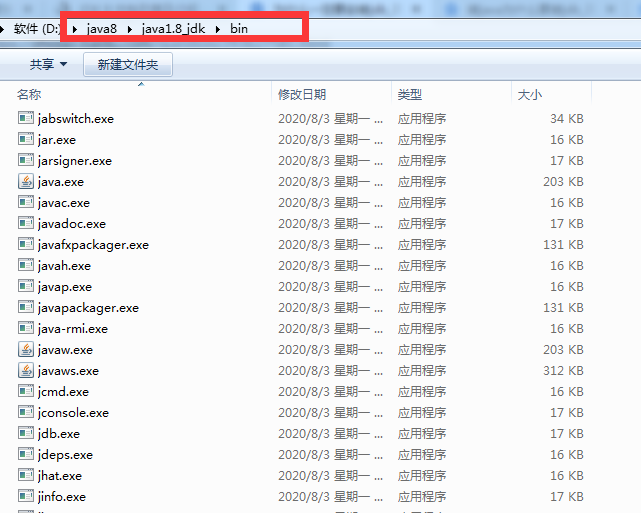 软件 (D:) java8 java1.8_jdk bin
共享 新建文件夹
名称 修改日期 类型 大小
jabswitch.exe 2020/8/3 星期一 ... 应用程序 34 KB
jar.exe 2020/8/3 星期一 ... 应用程序 16 KB
jarsigner.exe 2020/8/3 星期一 ... 应用程序 17 KB
java.exe 2020/8/3 星期一 ... 应用程序 203 KB
javac.exe 2020/8/3 星期一 ... 应用程序 16 KB
javadoc.exe 2020/8/3 星期一 ... 应用程序 17 KB
javafxpackager.exe 2020/8/3 星期一 ... 应用程序 131 KB
javah.exe 2020/8/3 星期一 ... 应用程序 16 KB
javap.exe 2020/8/3 星期一 ... 应用程序 16 KB
javapackager.exe 2020/8/3 星期一 ... 应用程序 131 KB
java-rmi.exe 2020/8/3 星期一 ... 应用程序 16 KB
javaw.exe 2020/8/3 星期一 ... 应用程序 203 KB
javaws.exe 2020/8/3 星期一 ... 应用程序 312 KB
jcmd.exe 2020/8/3 星期一 ... 应用程序 16 KB
jconsole.exe 2020/8/3 星期一 ... 应用程序 17 KB
jdb.exe 2020/8/3 星期一 ... 应用程序 17 KB
jdeps.exe 2020/8/3 星期一 ... 应用程序 16 KB
jhat.exe 2020/8/3 星期一 ... 应用程序 16 KB
jinfo.exe 2020/8/3 星期一 ... 应用程序 17 KB